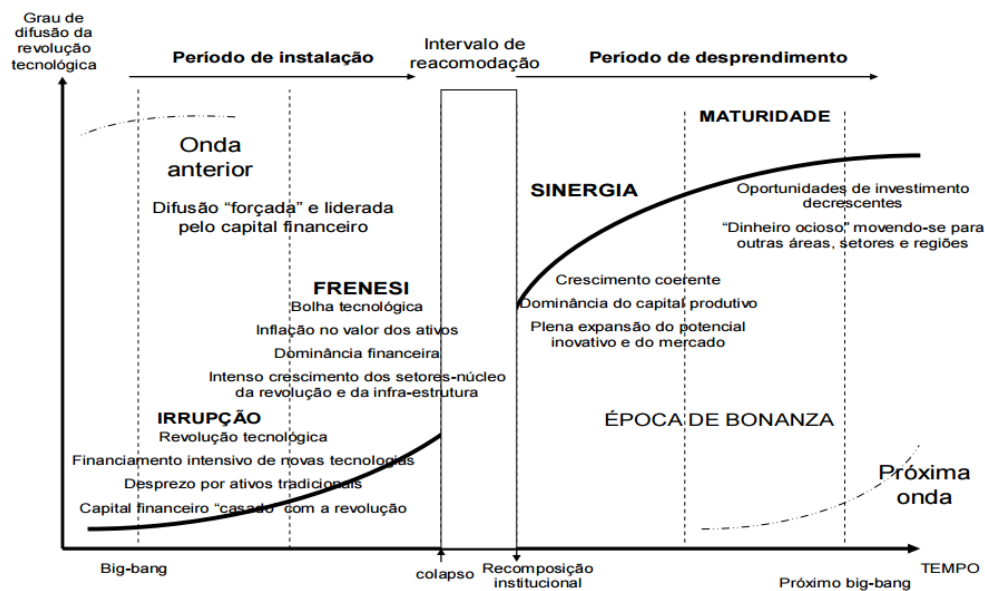 Grau de
difusão da
revolução
tecnológica
Período de instalação
Intervalo de
reacomodação
Período de desprendimento
Onda
anterior
Difusão “forçada” e liderada
pelo capital financeiro
FRENESI
Bolha tecnológica
Inflação no valor dos ativos
Dominância financeira
Intenso crescimento dos setores-núcleo
da revolução e da infra-estrutura
IRRUPÇÃO
Revolução tecnológica
Financiamento intensivo de novas tecnologias
Desprezo por ativos tradicionais
Capital financeiro “casado” com a revolução
MATURIDADE
SINERGIA
Oportunidades de investimento
decrescentes
“Dinheiro ocioso” movendo-se para
outras áreas, setores e regiões
Crescimento coerente
Dominância do capital produtivo
Plena expansão do potencial
inovativo e do mercado
ÉPOCA DE BONANZA
Próxima
onda
Big-bang
colapso
Recomposição
institucional
Próximo big-bang
TEMPO